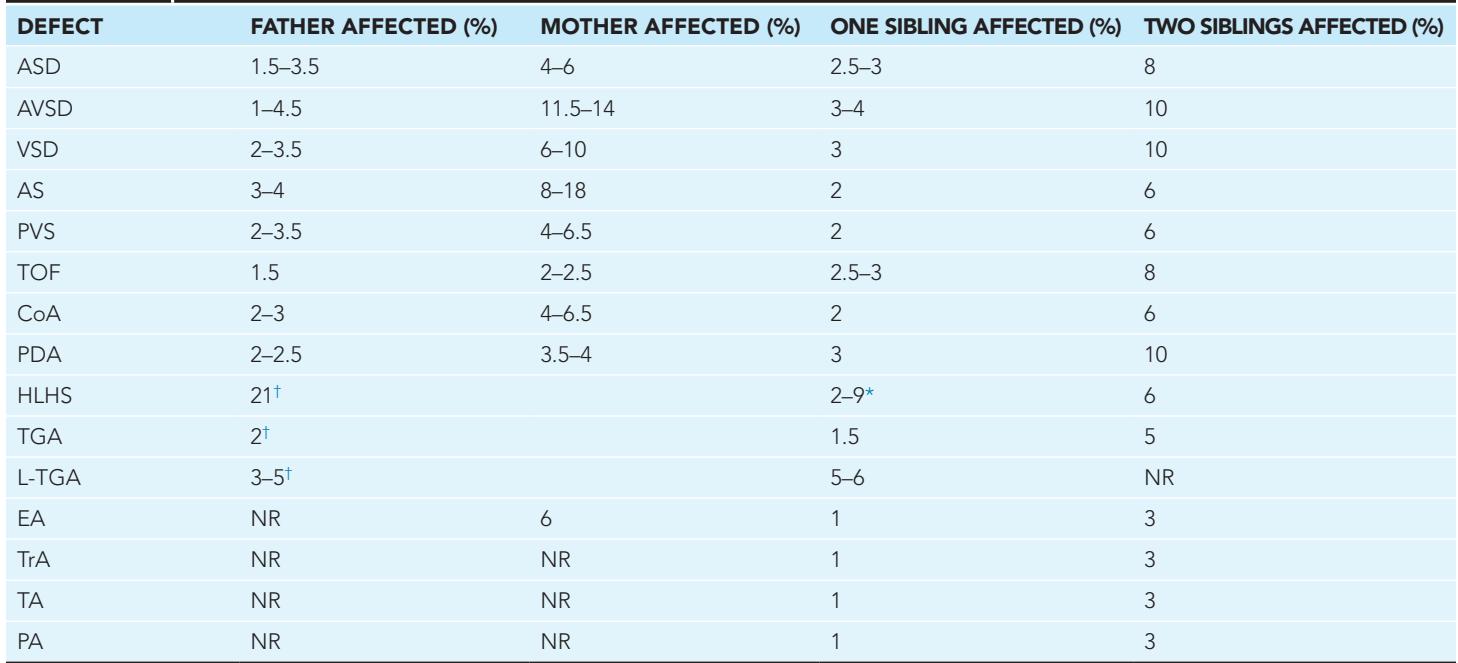 DEFECT FATHER AFFECTED (%) MOTHER AFFECTED (%) ONE SIBLING AFFECTED (%) TWO SIBLINGS AFFECTED (%)
ASD 1.5–3.5 4–6 2.5–3 8
AVSD 1–4.5 11.5–14 3–4 10
VSD 2–3.5 6–10 3 10
AS 3–4 8–18 2 6
PVS 2–3.5 4–6.5 2 6
TOF 1.5 2–2.5 2.5–3 8
CoA 2–3 4–6.5 2 6
PDA 2–2.5 3.5–4 3 10
HLHS 21† 2–9* 6
TGA 2† 1.5 5
L-TGA 3–5† 5–6 NR
EA NR 6 1 3
TrA NR NR 1 3
TA NR NR 1 3
PA NR NR 1 3